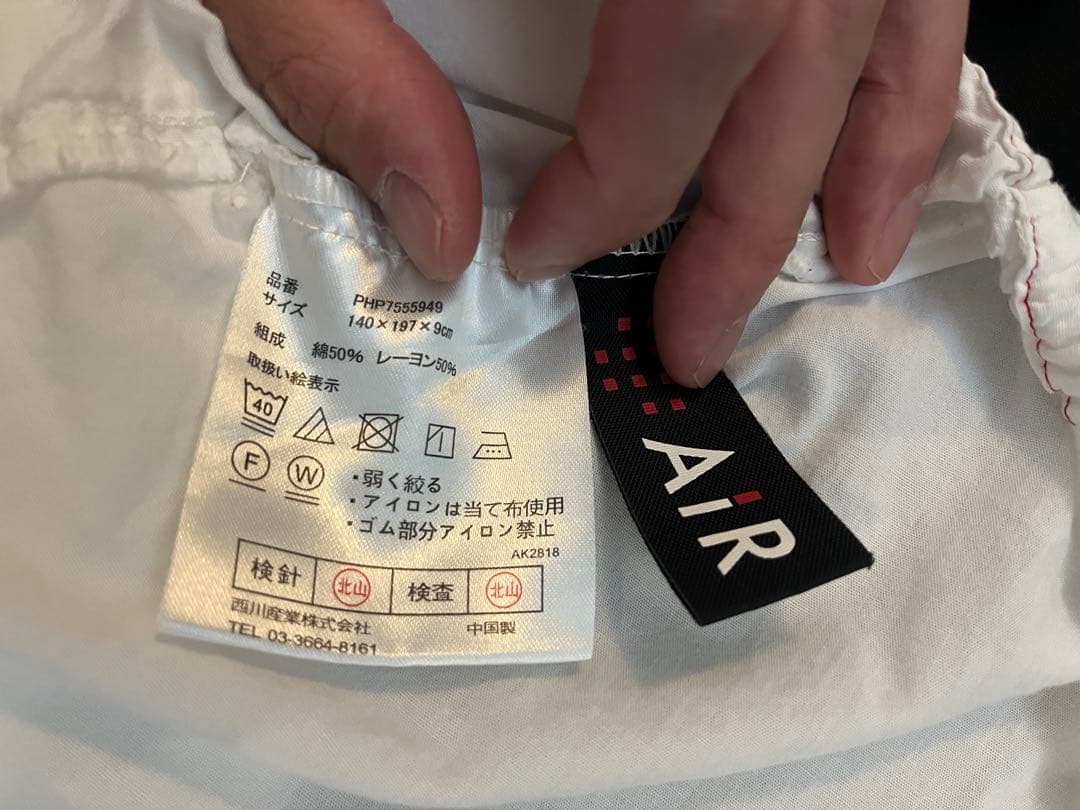 品番 PHP7555949
サイズ 140×197×9㎝
組成 綿50% レーヨン50%
取扱い絵表示
40
F W
・弱く絞る
・アイロンは当て布使用
・ゴム部分アイロン禁止
AK2818
検針 北山 検査 北山
西川産業株式会社 中国製
TEL 03-3664-8161
AiR